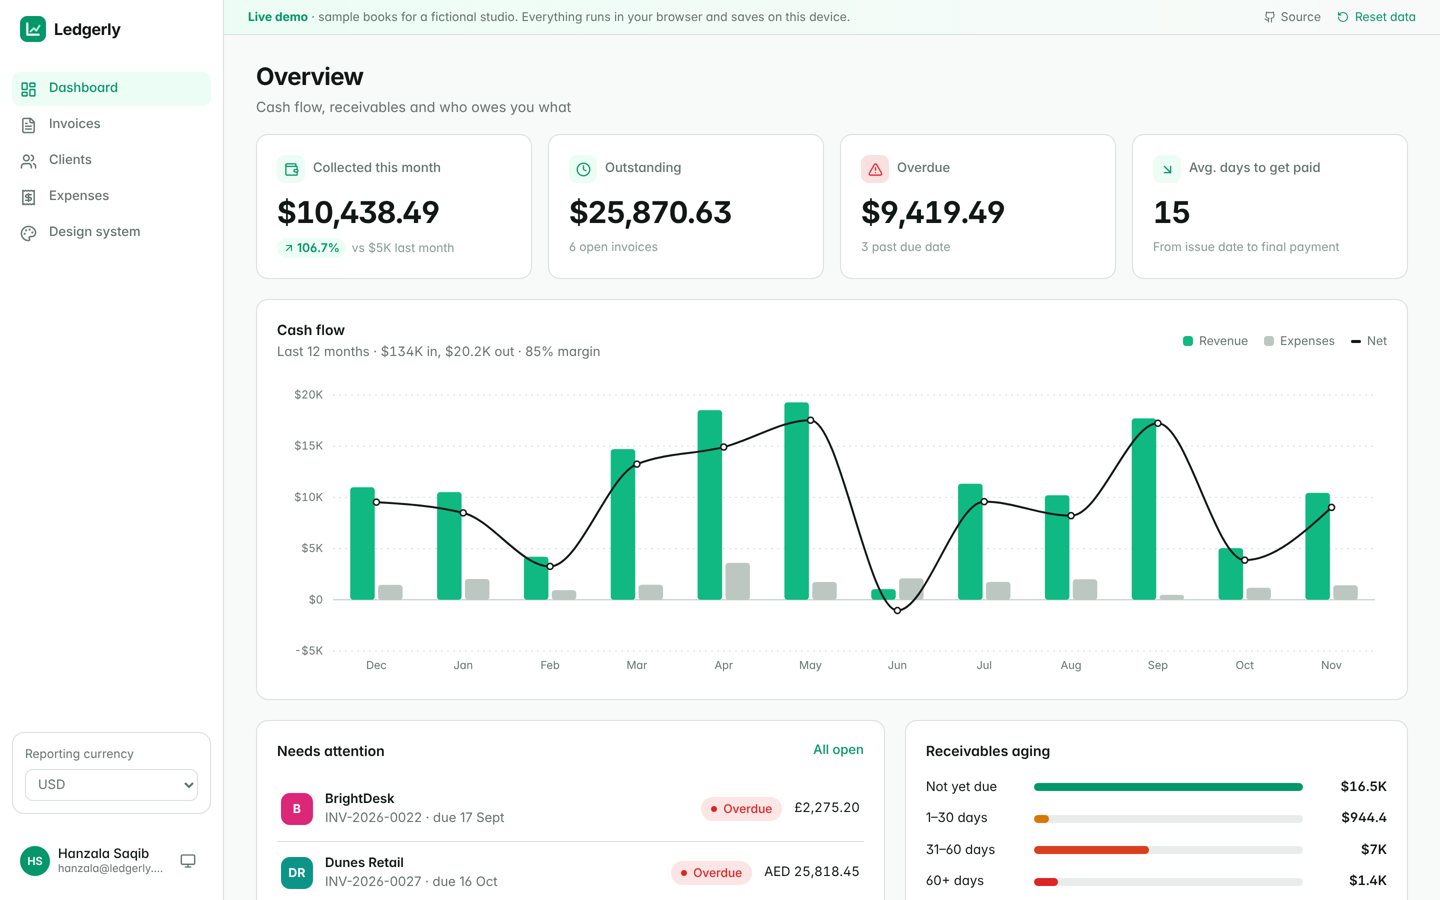 Ledgerly
Dashboard
Invoices
Clients
Expenses
Design system
Reporting currency
USD
HS
Hanzala Saqib
hanzala@ledgerly....
Live demo · sample books for a fictional studio. Everything runs in your browser and saves on this device.
Source
Reset data
Overview
Cash flow, receivables and who owes you what
Collected this month
$10,438.49
106.7% vs $5K last month
Outstanding
$25,870.63
6 open invoices
Overdue
$9,419.49
3 past due date
Avg. days to get paid
15
From issue date to final payment
Cash flow
Last 12 months · $134K in, $20.2K out · 85% margin
Revenue
Expenses
Net
$20K
$15K
$10K
$5K
$0
-$5K
Dec Jan Feb Mar Apr May Jun Jul Aug Sep Oct Nov
Needs attention
All open
B
BrightDesk
INV-2026-0022 · due 17 Sept
Overdue
£2,275.20
DR
Dunes Retail
INV-2026-0027 · due 16 Oct
Overdue
AED 25,818.45
Receivables aging
Not yet due $16.5K
1–30 days $944.4
31–60 days $7K
60+ days $1.4K